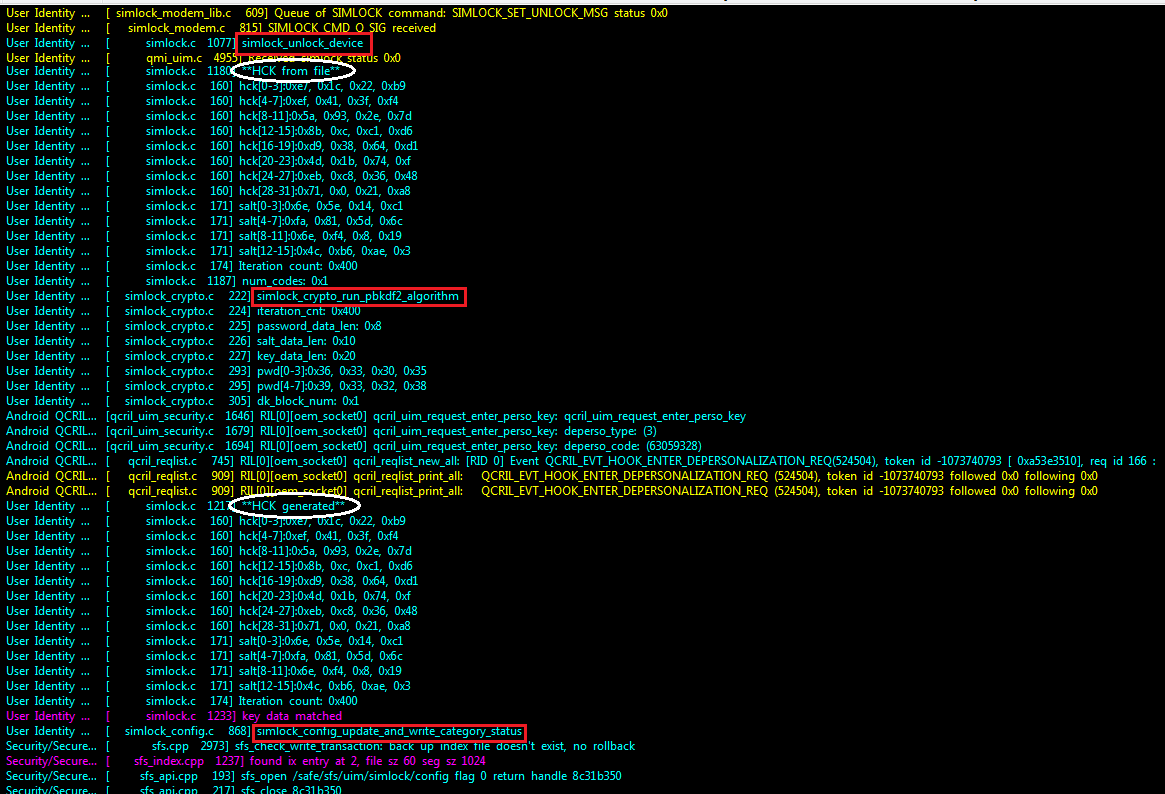 User Identity ... [ simlock_modem_lib.c 609] Queue of SIMLOCK command: SIMLOCK_SET_UNLOCK_MSG status 0x0
User Identity ... [ simlock_modem.c 815] SIMLOCK_CMD_Q_SIG received
User Identity ... [ simlock.c 1077] simlock_unlock_device
User Identity ... [ qmi_uim.c 4955] Received simlock status 0x0
User Identity ... [ simlock.c 1180] **HCK from file**
User Identity ... [ simlock.c 160] hck[0-3]:0xe7, 0x1c, 0x22, 0xb9
User Identity ... [ simlock.c 160] hck[4-7]:0xef, 0x41, 0x3f, 0xf4
User Identity ... [ simlock.c 160] hck[8-11]:0x5a, 0x93, 0x2e, 0x7d
User Identity ... [ simlock.c 160] hck[12-15]:0x8b, 0xc, 0xc1, 0xd6
User Identity ... [ simlock.c 160] hck[16-19]:0xd9, 0x38, 0x64, 0xd1
User Identity ... [ simlock.c 160] hck[20-23]:0x4d, 0x1b, 0x74, 0xf
User Identity ... [ simlock.c 160] hck[24-27]:0xeb, 0xc8, 0x36, 0x48
User Identity ... [ simlock.c 160] hck[28-31]:0x71, 0x0, 0x21, 0xa8
User Identity ... [ simlock.c 171] salt[0-3]:0x6e, 0x5e, 0x14, 0xc1
User Identity ... [ simlock.c 171] salt[4-7]:0xfa, 0x81, 0x5d, 0x6c
User Identity ... [ simlock.c 171] salt[8-11]:0x6e, 0xf4, 0x8, 0x19
User Identity ... [ simlock.c 171] salt[12-15]:0x4c, 0xb6, 0xae, 0x3
User Identity ... [ simlock.c 174] Iteration count: 0x400
User Identity ... [ simlock.c 1187] num_codes: 0x1
User Identity ... [ simlock_crypto.c 222] simlock_crypto_run_pbkdf2_algorithm
User Identity ... [ simlock_crypto.c 224] iteration_cnt: 0x400
User Identity ... [ simlock_crypto.c 225] password_data_len: 0x8
User Identity ... [ simlock_crypto.c 226] salt_data_len: 0x10
User Identity ... [ simlock_crypto.c 227] key_data_len: 0x20
User Identity ... [ simlock_crypto.c 293] pwd[0-3]:0x36, 0x33, 0x30, 0x35
User Identity ... [ simlock_crypto.c 295] pwd[4-7]:0x39, 0x33, 0x32, 0x38
User Identity ... [ simlock_crypto.c 305] dk_block_num: 0x1
Android QCRIL... [qcril_uim_security.c 1646] RIL[0][oem_socket0] qcril_uim_request_enter_perso_key: qcril_uim_request_enter_perso_key
Android QCRIL... [qcril_uim_security.c 1679] RIL[0][oem_socket0] qcril_uim_request_enter_perso_key: deperso_type: (3)
Android QCRIL... [qcril_uim_security.c 1694] RIL[0][oem_socket0] qcril_uim_request_enter_perso_key: deperso_code: (63059328)
Android QCRIL... [ qcril_reqlist.c 745] RIL[0][oem_socket0] qcril_reqlist_new_all: [RID 0] Event QCRIL_EVT_HOOK_ENTER_DEPERSONALIZATION_REQ(524504), token id -1073740793 [ 0xa53e3510], req id 166 :
Android QCRIL... [ qcril_reqlist.c 909] RIL[0][oem_socket0] qcril_reqlist_print_all: QCRIL_EVT_HOOK_ENTER_DEPERSONALIZATION_REQ (524504), token id -1073740793 followed 0x0 following 0x0
Android QCRIL... [ qcril_reqlist.c 909] RIL[0][oem_socket0] qcril_reqlist_print_all: QCRIL_EVT_HOOK_ENTER_DEPERSONALIZATION_REQ (524504), token id -1073740793 followed 0x0 following 0x0
User Identity ... [ simlock.c 1217] **HCK generated**
User Identity ... [ simlock.c 160] hck[0-3]:0xe7, 0x1c, 0x22, 0xb9
User Identity ... [ simlock.c 160] hck[4-7]:0xef, 0x41, 0x3f, 0xf4
User Identity ... [ simlock.c 160] hck[8-11]:0x5a, 0x93, 0x2e, 0x7d
User Identity ... [ simlock.c 160] hck[12-15]:0x8b, 0xc, 0xc1, 0xd6
User Identity ... [ simlock.c 160] hck[16-19]:0xd9, 0x38, 0x64, 0xd1
User Identity ... [ simlock.c 160] hck[20-23]:0x4d, 0x1b, 0x74, 0xf
User Identity ... [ simlock.c 160] hck[24-27]:0xeb, 0xc8, 0x36, 0x48
User Identity ... [ simlock.c 160] hck[28-31]:0x71, 0x0, 0x21, 0xa8
User Identity ... [ simlock.c 171] salt[0-3]:0x6e, 0x5e, 0x14, 0xc1
User Identity ... [ simlock.c 171] salt[4-7]:0xfa, 0x81, 0x5d, 0x6c
User Identity ... [ simlock.c 171] salt[8-11]:0x6e, 0xf4, 0x8, 0x19
User Identity ... [ simlock.c 171] salt[12-15]:0x4c, 0xb6, 0xae, 0x3
User Identity ... [ simlock.c 174] Iteration count: 0x400
User Identity ... [ simlock.c 1233] key data matched
User Identity ... [ simlock_config.c 868] simlock_config_update_and_write_category_status
Security/Secure... [ sfs.cpp 2973] sfs_check_write_transaction: back up index file doesn't exist, no rollback
Security/Secure... [ sfs_index.cpp 1237] found ix entry at 2, file sz 60 seg sz 1024
Security/Secure... [ sfs_api.cpp 193] sfs_open /safe/sfs/uim/simlock/config flag 0 return handle 8c31b350
Security/Secure... [ sfs_api.cpp 217] sfs_close 8c31b350